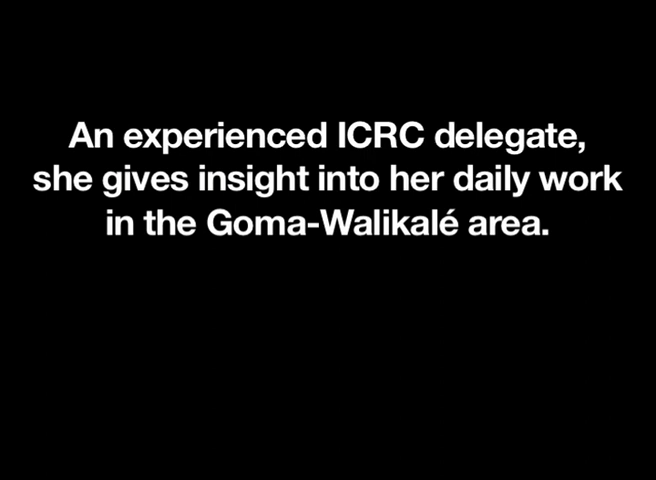 An experienced ICRC delegate,
she gives insight into her daily work
in the Goma-Walikalé area.